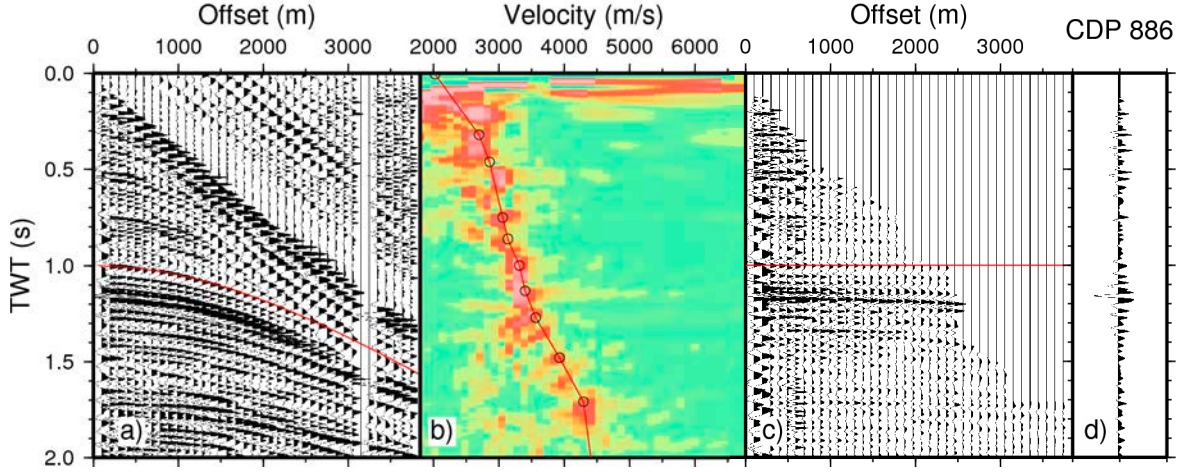 Offset (m) Velocity (m/s) Offset (m) CDP 886
0 1000 2000 3000 2000 3000 4000 5000 6000 0 1000 2000 3000
0.0
0.5
TWT (s)
1.0
1.5
2.0
a) b) c) d)